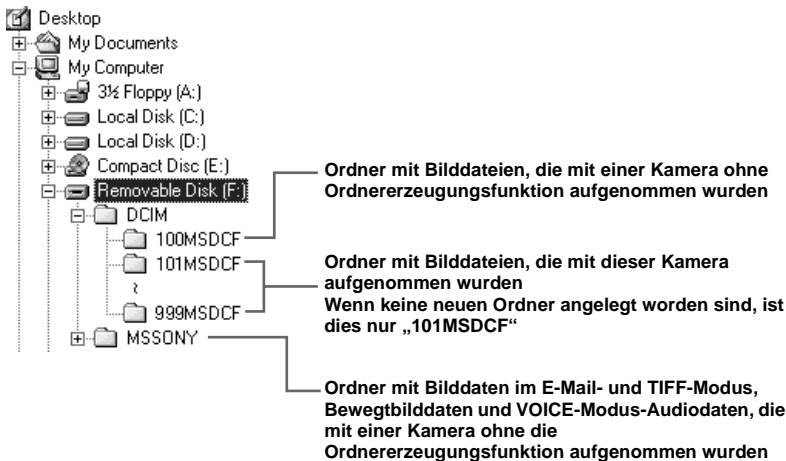 Desktop
My Documents
My Computer
3½ Floppy (A:)
Local Disk (C:)
Local Disk (D:)
Compact Disc (E:)
Removable Disk (F:)
DCIM
100MSDCF
101MSDCF
999MSDCF
MSSONY
Ordner mit Bilddateien, die mit einer Kamera ohne
Ordnererzeugungsfunktion aufgenommen wurden
Ordner mit Bilddateien, die mit dieser Kamera
aufgenommen wurden
Wenn keine neuen Ordner angelegt worden sind, ist
dies nur „101MSDCF“
Ordner mit Bilddaten im E-Mail- und TIFF-Modus,
Bewegtbilddaten und VOICE-Modus-Audiodaten, die
mit einer Kamera ohne die
Ordnererzeugungsfunktion aufgenommen wurden